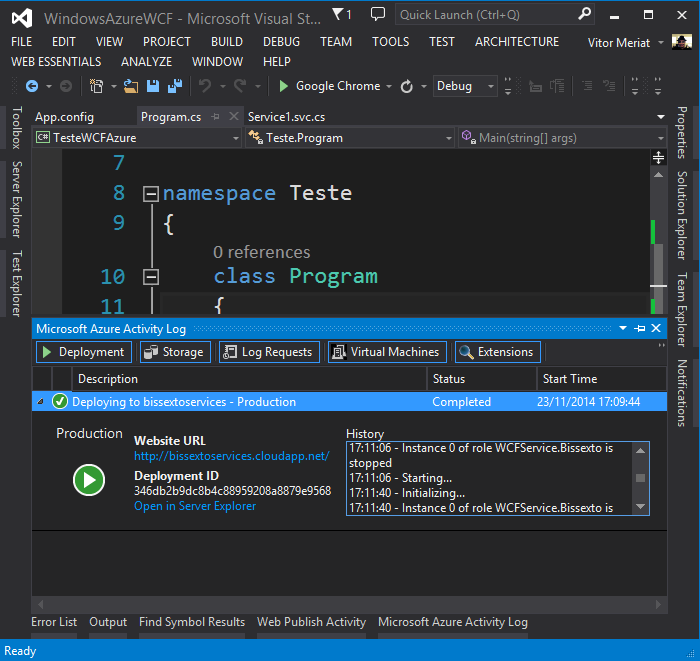 WindowsAzureWCF - Microsoft Visual St...
1
Quick Launch (Ctrl+Q)
FILE EDIT VIEW PROJECT BUILD DEBUG TEAM TOOLS TEST ARCHITECTURE
Vitor Meriat
WEB ESSENTIALS ANALYZE WINDOW HELP
Google Chrome
Debug
App.config Program.cs Service1.svc.cs
C# TesteWCFAzure Teste.Program Main(string[] args)
Toolbox
Server Explorer
Test Explorer
7
8 namespace Teste
9 {
0 references
10 class Program
11 {
Properties
Solution Explorer
Team Explorer
Notifications
Microsoft Azure Activity Log
Deployment Storage Log Requests Virtual Machines Extensions
Description Status Start Time
Deploying to bissextoservices - Production Completed 23/11/2014 17:09:44
Production
Website URL
http://bissextoservices.cloudapp.net/
Deployment ID
346db2b9dc8b4c88959208a8879e9568
Open in Server Explorer
History
17:11:06 - Instance 0 of role WCFService.Bissexto is
stopped
17:11:06 - Starting...
17:11:40 - Initializing...
17:11:40 - Instance 0 of role WCFService.Bissexto is
Error List Output Find Symbol Results Web Publish Activity Microsoft Azure Activity Log
Ready